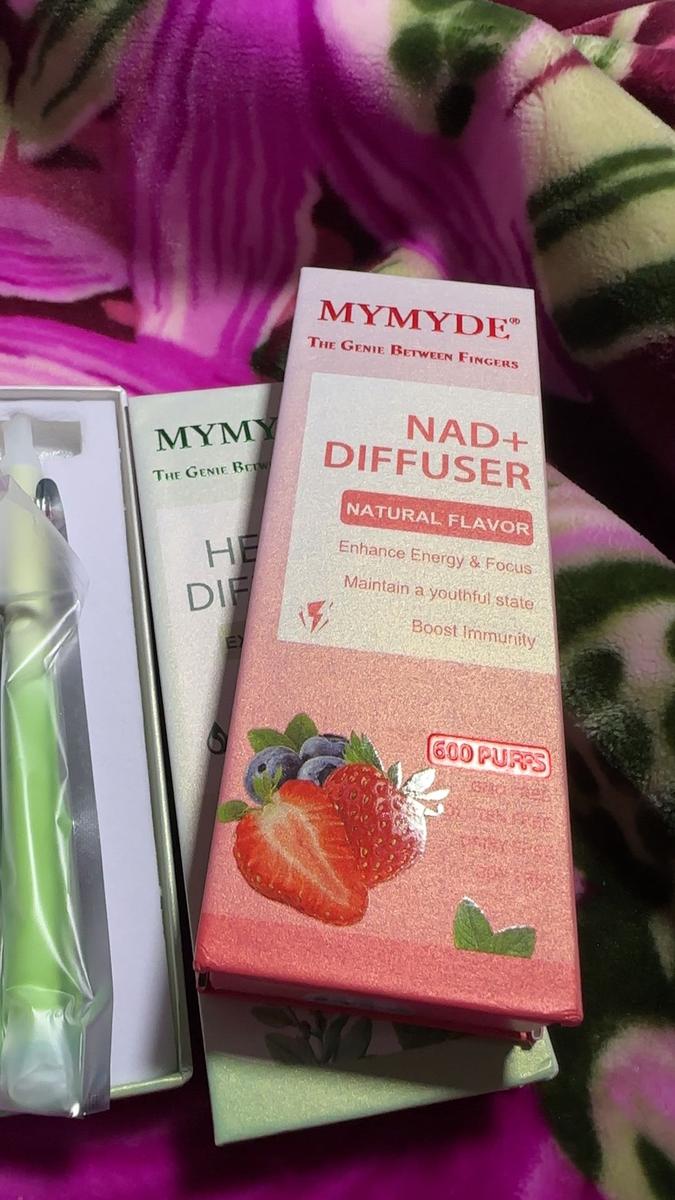 MYMYDE®
THE GENIE BETWEEN FINGERS
NAD+
DIFFUSER
NATURAL FLAVOR
Enhance Energy & Focus
Maintain a youthful state
Boost Immunity
600 PUFFS
MYMY
THE GENIE BETW
HE
DIF